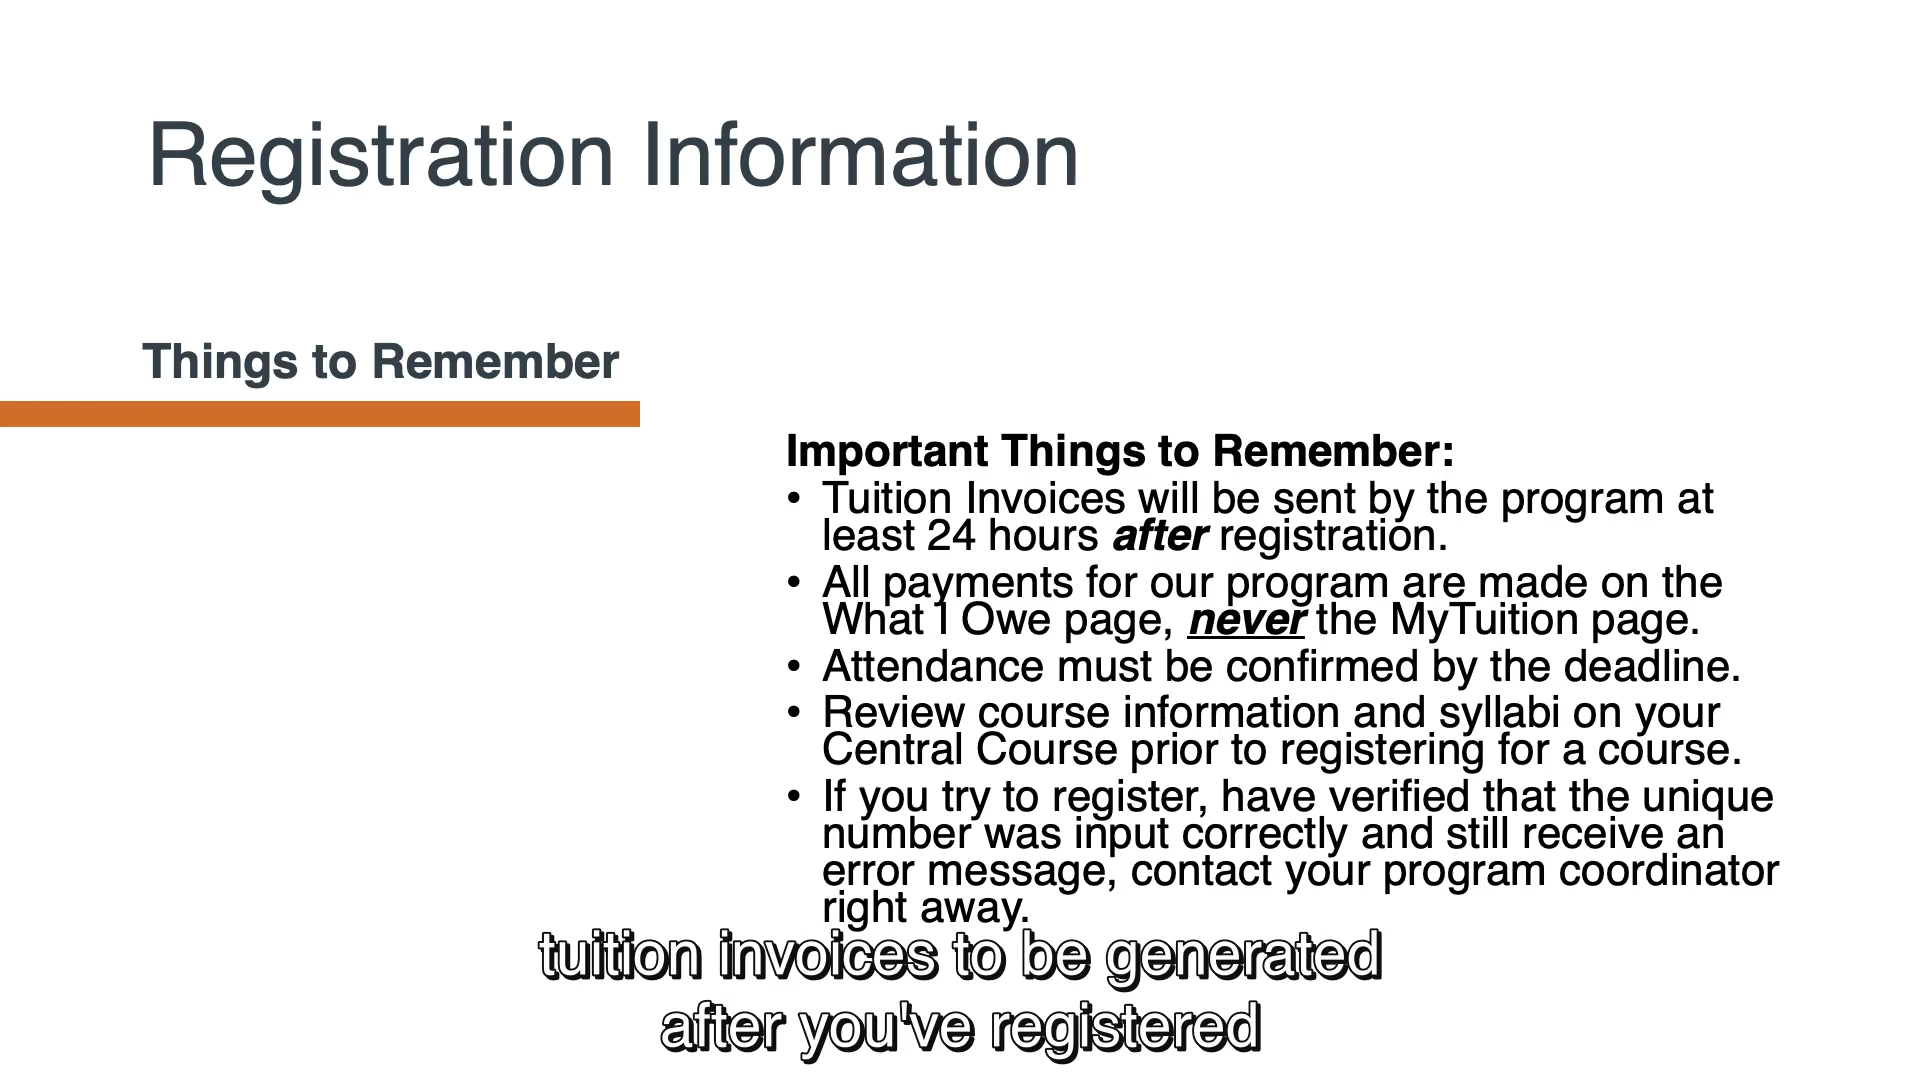 Registration Information
Things to Remember
Important Things to Remember:
• Tuition Invoices will be sent by the program at
least 24 hours after registration.
• All payments for our program are made on the
What I Owe page, never the MyTuition page.
• Attendance must be confirmed by the deadline.
• Review course information and syllabi on your
Central Course prior to registering for a course.
• If you try to register, have verified that the unique
number was input correctly and still receive an
error message, contact your program coordinator
right away.
tuition invoices to be generated
after you've registered